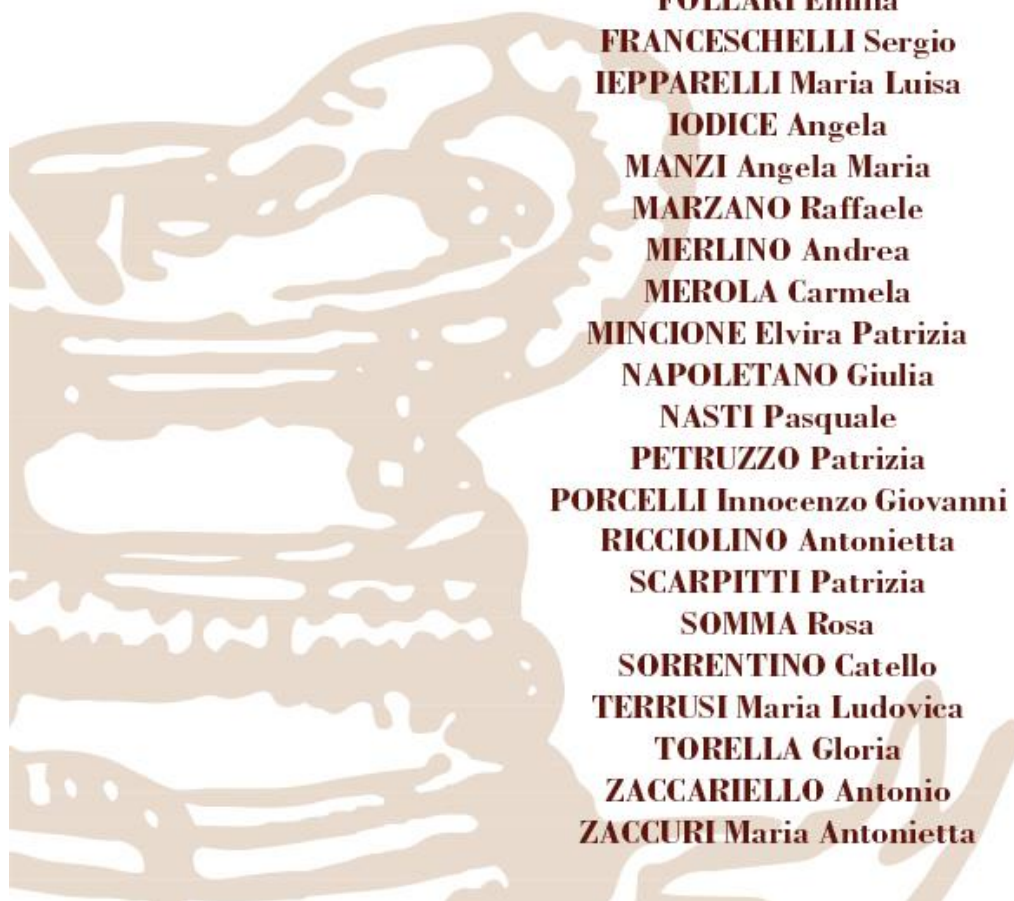 FOLLARI Emilia
FRANCESCHELLI Sergio
IEPPARELLI Maria Luisa
IODICE Angela
MANZI Angela Maria
MARZANO Raffaele
MERLINO Andrea
MEROLA Carmela
MINCIONE Elvira Patrizia
NAPOLETANO Giulia
NASTI Pasquale
PETRUZZO Patrizia
PORCELLI Innocenzo Giovanni
RICCIOLINO Antonietta
SCARPITTI Patrizia
SOMMA Rosa
SORRENTINO Catello
TERRUSI Maria Ludovica
TORELLA Gloria
ZACCARIELLO Antonio
ZACCURI Maria Antonietta